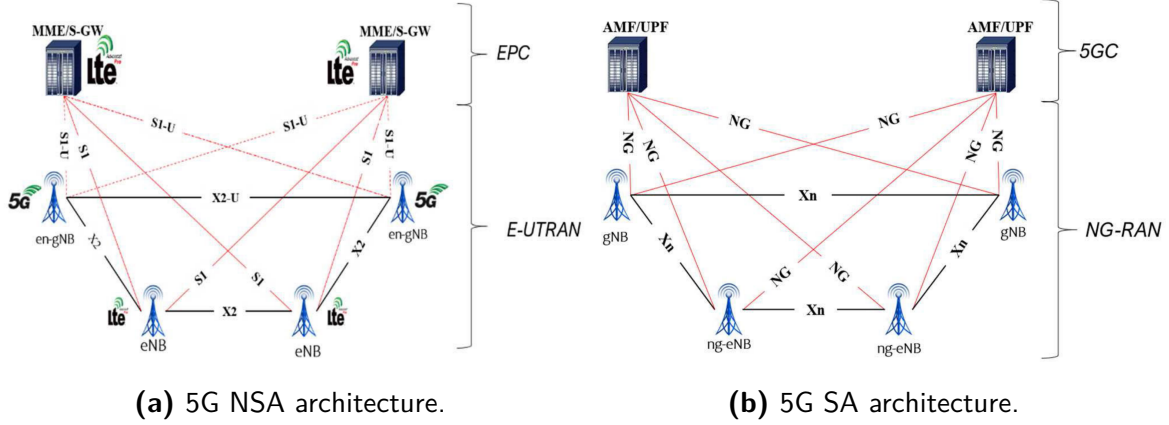 MME/S-GW
MME/S-GW
LTE
LTE
EPC
S1-U
S1
S1-U
S1-U
S1
S1-U
5G
X2-U
5G
en-gNB
en-gNB
E-UTRAN
X2
X2
S1
S1
LTE
X2
LTE
eNB
eNB
(a) 5G NSA architecture.
AMF/UPF
AMF/UPF
5GC
NG
NG
NG
NG
NG
NG
Xn
gNB
gNB
NG-RAN
Xn
Xn
NG
NG
Xn
ng-eNB
ng-eNB
(b) 5G SA architecture.